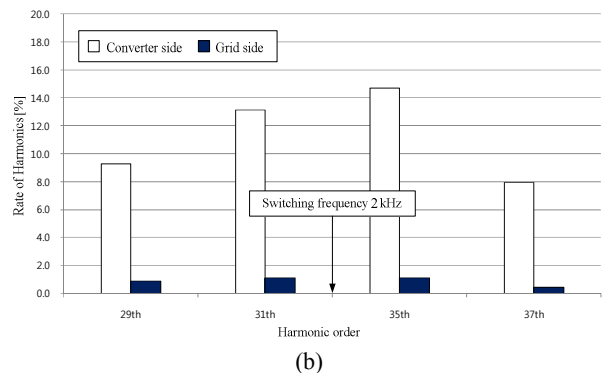 20.0
18.0
16.0
14.0
12.0
10.0
8.0
6.0
4.0
2.0
0.0
Rate of Harmonics [%]
Converter side
Grid side
Switching frequency 2 kHz
29th
31th
35th
37th
Harmonic order
(b)